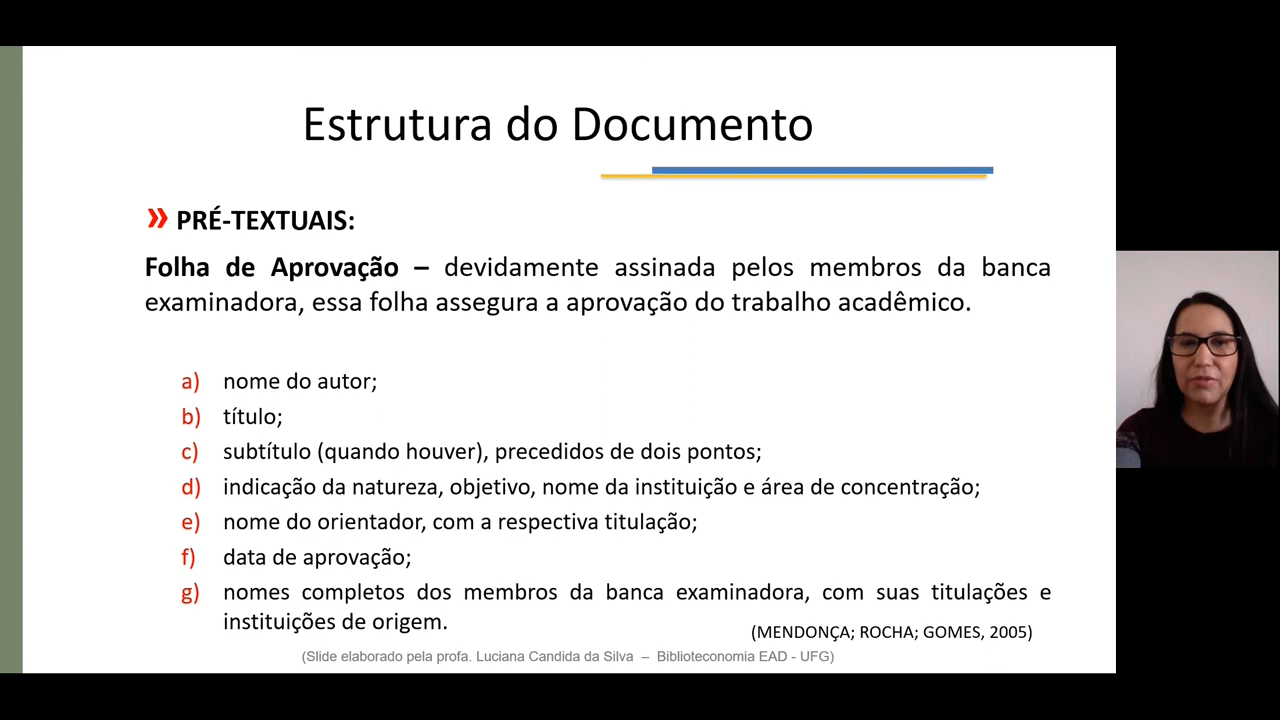 Estrutura do Documento
» PRÉ-TEXTUAIS:
Folha de Aprovação – devidamente assinada pelos membros da banca
examinadora, essa folha assegura a aprovação do trabalho acadêmico.
a) nome do autor;
b) título;
c) subtítulo (quando houver), precedidos de dois pontos;
d) indicação da natureza, objetivo, nome da instituição e área de concentração;
e) nome do orientador, com a respectiva titulação;
f) data de aprovação;
g) nomes completos dos membros da banca examinadora, com suas titulações e
instituições de origem.
(MENDONÇA; ROCHA; GOMES, 2005)
(Slide elaborado pela profa. Luciana Candida da Silva – Biblioteconomia EAD - UFG)